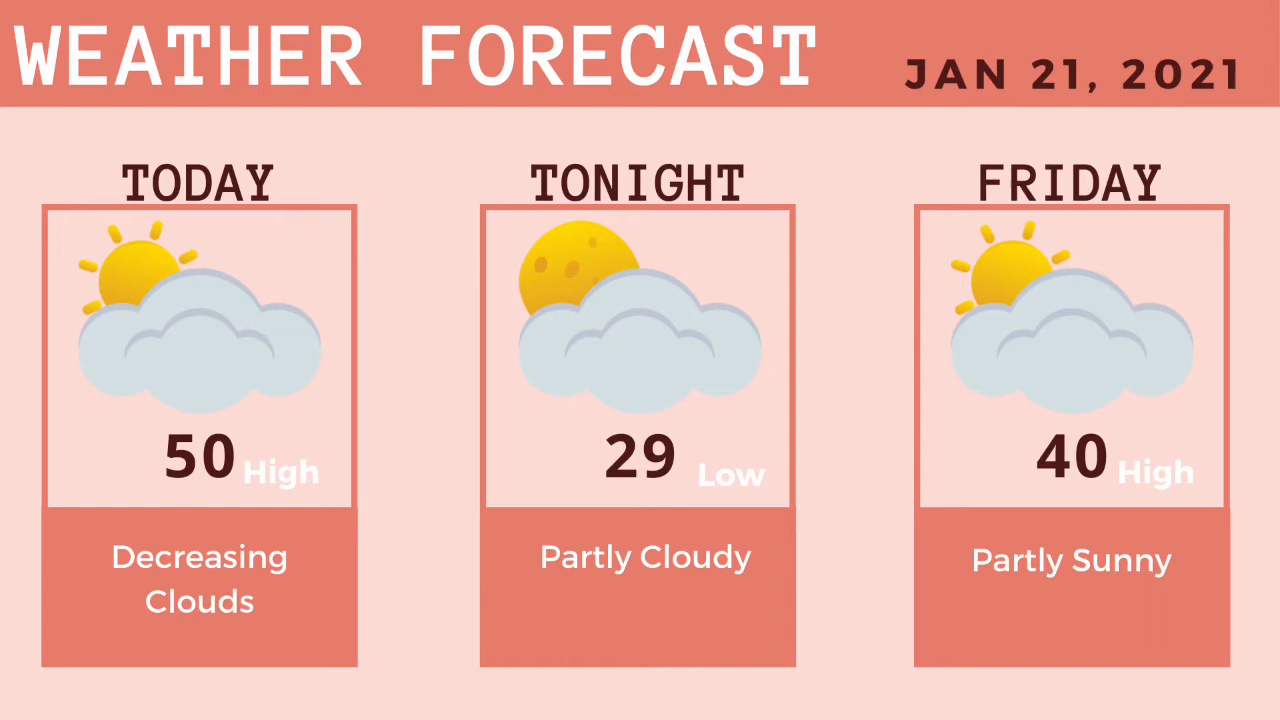 WEATHER FORECAST
JAN 21, 2021
TODAY
50 High
Decreasing
Clouds
TONIGHT
29 Low
Partly Cloudy
FRIDAY
40 High
Partly Sunny